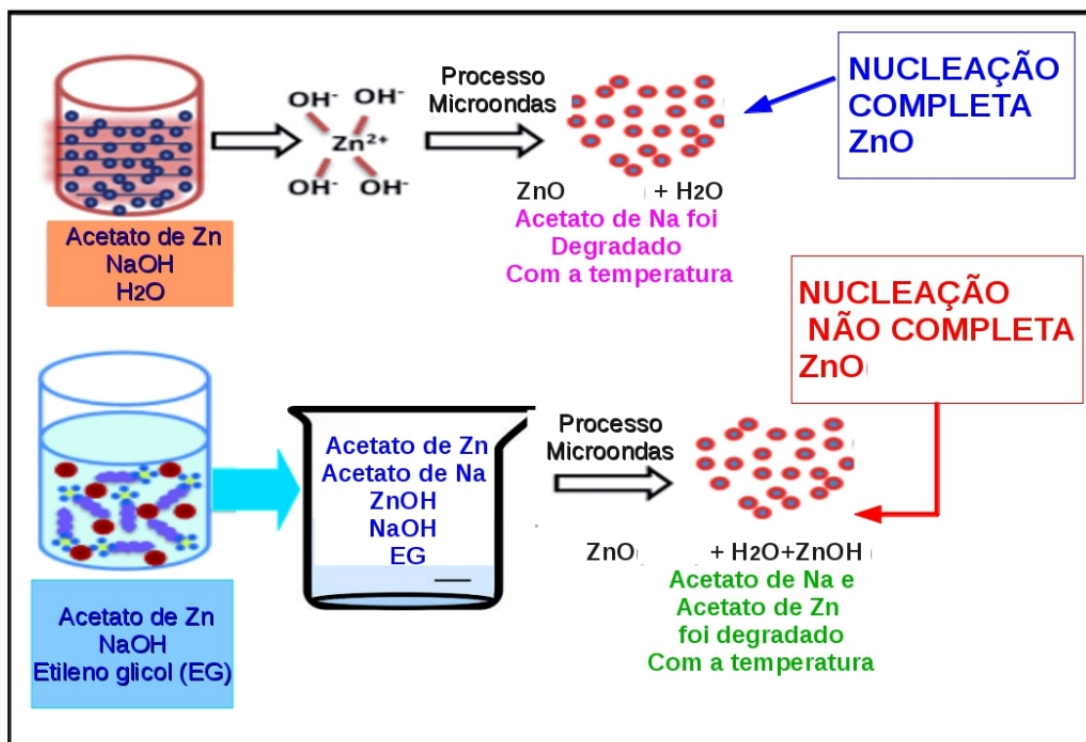 Processo
Microondas
OH⁻ OH⁻
Zn²⁺
OH⁻ OH⁻
NUCLEAÇÃO
COMPLETA
ZnO
ZnO + H2O
Acetato de Na foi
Degradado
Com a temperatura
Acetato de Zn
NaOH
H2O
NUCLEAÇÃO
NÃO COMPLETA
ZnO
Acetato de Zn
Acetato de Na
ZnOH
NaOH
EG
Processo
Microondas
ZnO + H2O+ZnOH
Acetato de Na e
Acetato de Zn
foi degradado
Com a temperatura
Acetato de Zn
NaOH
Etileno glicol (EG)